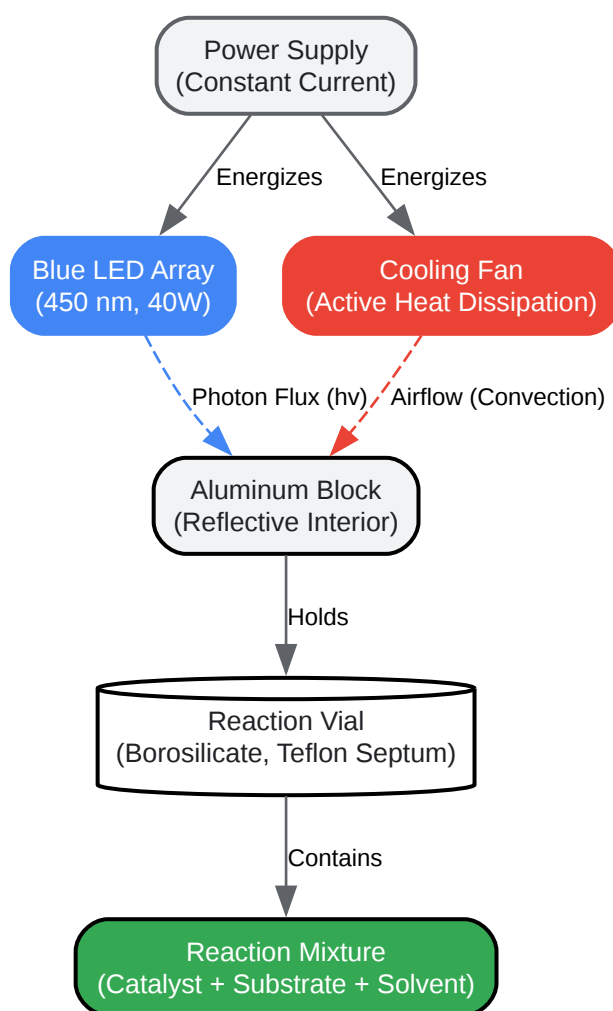 Power Supply
(Constant Current)
Energizes
Energizes
Blue LED Array
(450 nm, 40W)
Cooling Fan
(Active Heat Dissipation)
Photon Flux (hv)
Airflow (Convection)
Aluminum Block
(Reflective Interior)
Holds
Reaction Vial
(Borosilicate, Teflon Septum)
Contains
Reaction Mixture
(Catalyst + Substrate + Solvent)